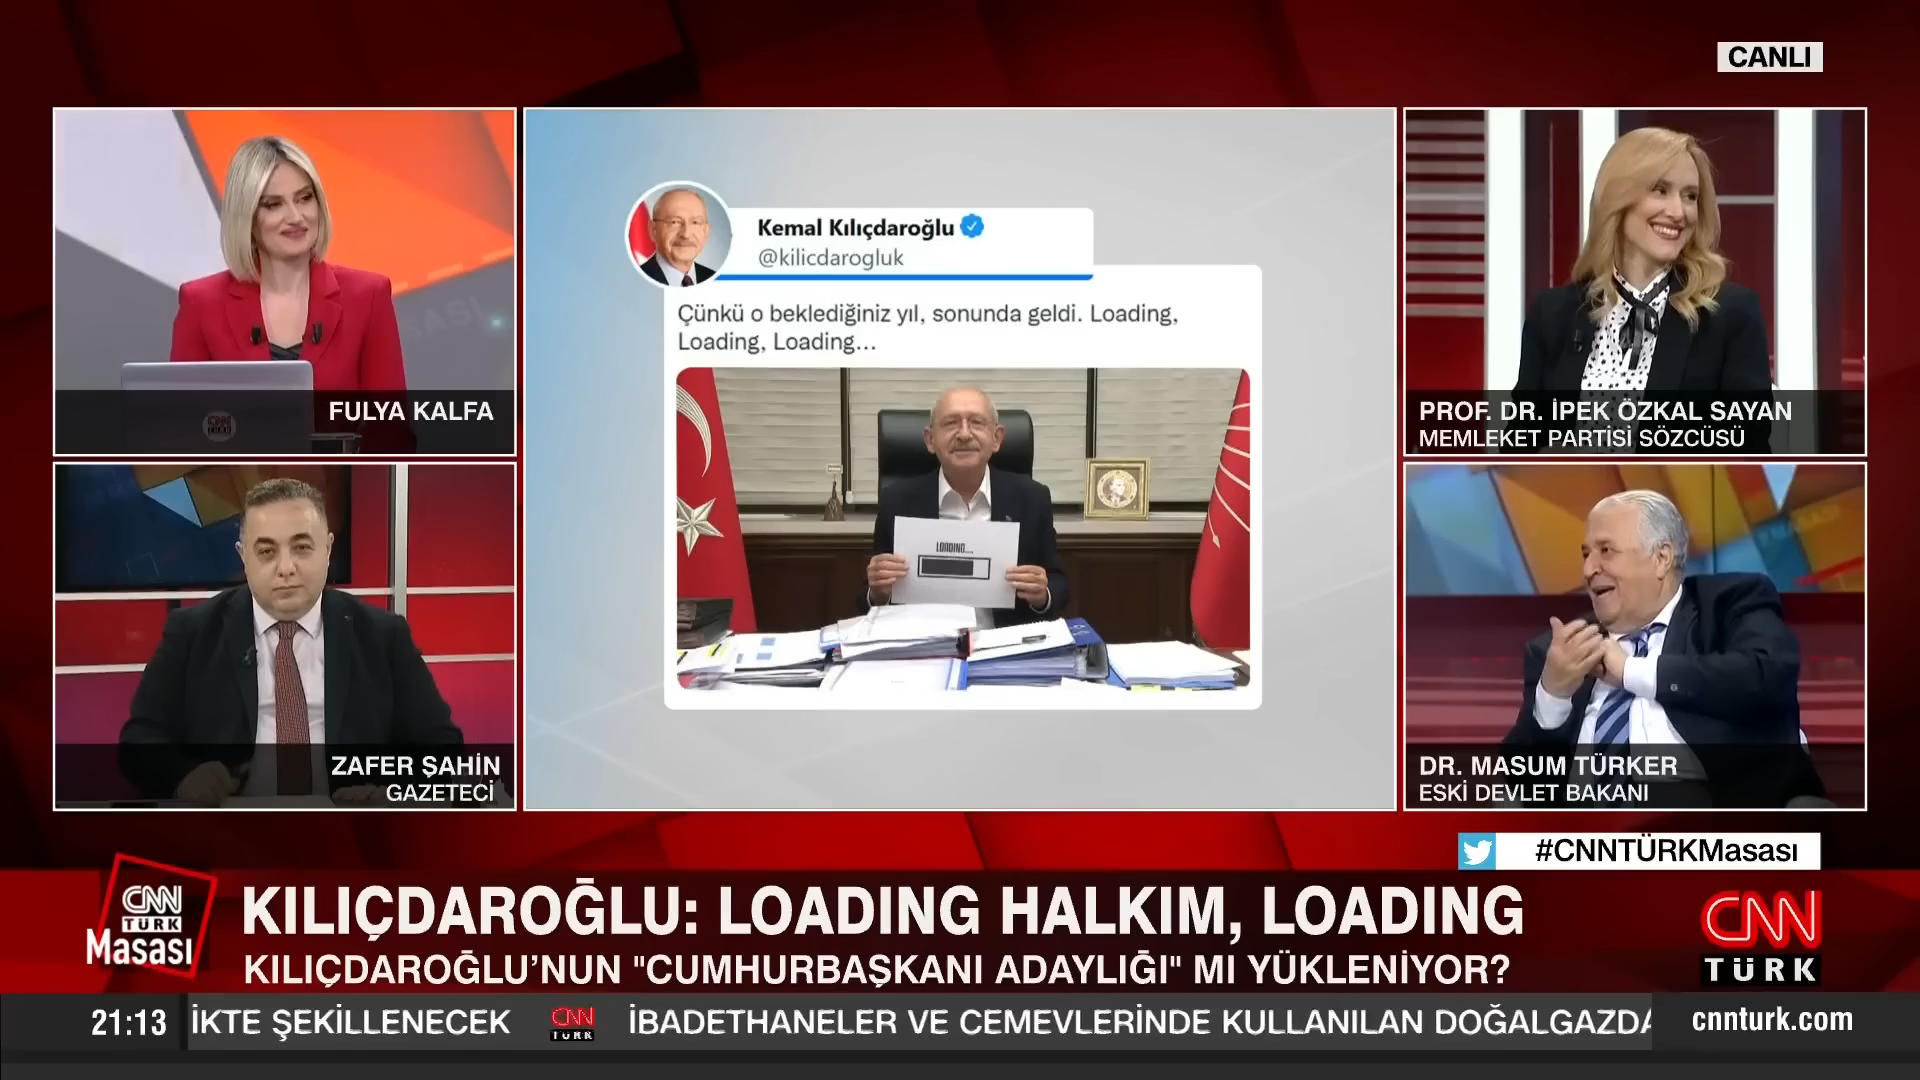 CANLI
FULYA KALFA
ZAFER ŞAHİN
GAZETECİ
Kemal Kılıçdaroğlu
@kilicdarogluk
Çünkü o beklediğiniz yıl, sonunda geldi. Loading,
Loading, Loading...
LOADING....
PROF. DR. İPEK ÖZKAL SAYAN
MEMLEKET PARTİSİ SÖZCÜSÜ
DR. MASUM TÜRKER
ESKİ DEVLET BAKANI
#CNNTÜRKMasası
CNN
TÜRK
Masası
KILIÇDAROĞLU: LOADING HALKIM, LOADING
KILIÇDAROĞLU'NUN "CUMHURBAŞKANI ADAYLIĞI" MI YÜKLENİYOR?
CNN
TÜRK
21:13
İKTE ŞEKİLLENECEK CNN TÜRK İBADETHANELER VE CEMEVLERİNDE KULLANILAN DOĞALGAZDA
cnnturk.com